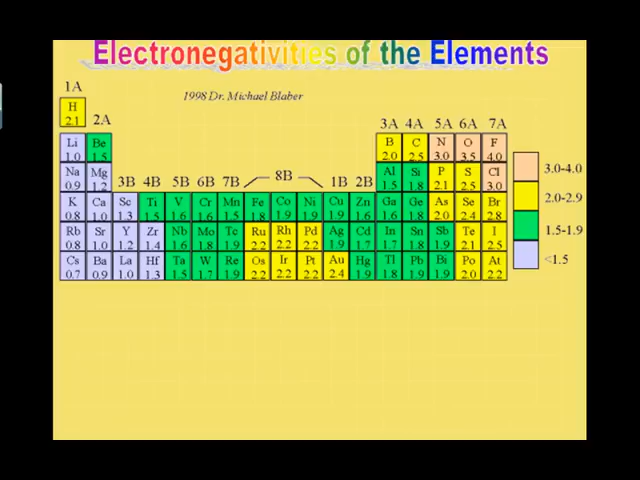 Electronegativities of the Elements
1A
1998 Dr. Michael Blaber
H
2.1
2A
3A 4A 5A 6A 7A
Li Be B C N O F
1.0 1.5 2.0 2.5 3.0 3.5 4.0
3.0-4.0
Na Mg Al Si P S Cl
0.9 1.2 1.5 1.8 2.1 2.5 3.0
3B 4B 5B 6B 7B 8B 1B 2B
2.0-2.9
K Ca Sc Ti V Cr Mn Fe Co Ni Cu Zn Ga Ge As Se Br
0.8 1.0 1.3 1.5 1.6 1.6 1.5 1.8 1.9 1.9 1.9 1.6 1.6 1.8 2.0 2.4 2.8
1.5-1.9
Rb Sr Y Zr Nb Mo Tc Ru Rh Pd Ag Cd In Sn Sb Te I
0.8 1.0 1.2 1.4 1.6 1.8 1.9 2.2 2.2 2.2 1.9 1.7 1.7 1.8 1.9 2.1 2.5
<1.5
Cs Ba La Hf Ta W Re Os Ir Pt Au Hg Tl Pb Bi Po At
0.7 0.9 1.0 1.3 1.5 1.7 1.9 2.2 2.2 2.2 2.4 1.9 1.8 1.9 1.9 2.0 2.2